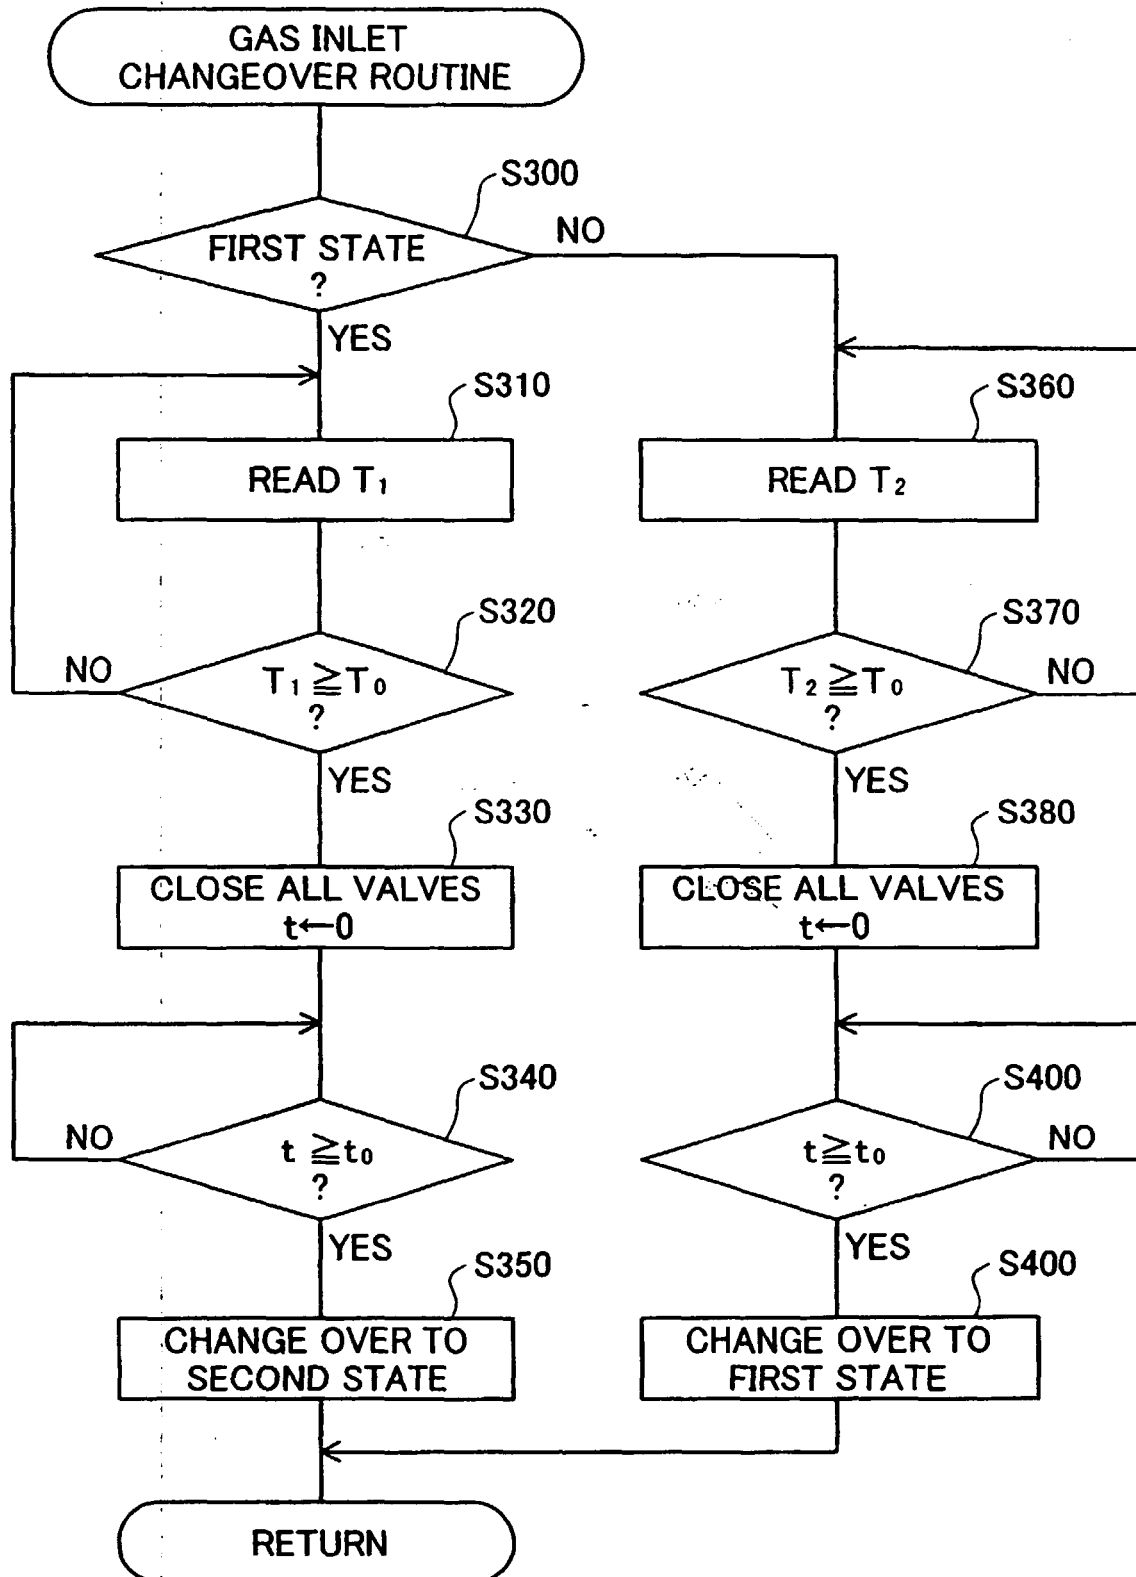 GAS INLET
CHANGEOVER ROUTINE
S300
FIRST STATE
?
NO
YES
S310
READ T₁
S360
READ T₂
S320
T₁ ≧ T₀
?
NO
YES
S370
T₂ ≧ T₀
?
NO
YES
S330
CLOSE ALL VALVES
t←0
S380
CLOSE ALL VALVES
t←0
S340
t ≧ t₀
?
NO
YES
S400
t ≧ t₀
?
NO
YES
S350
CHANGE OVER TO
SECOND STATE
S400
CHANGE OVER TO
FIRST STATE
RETURN